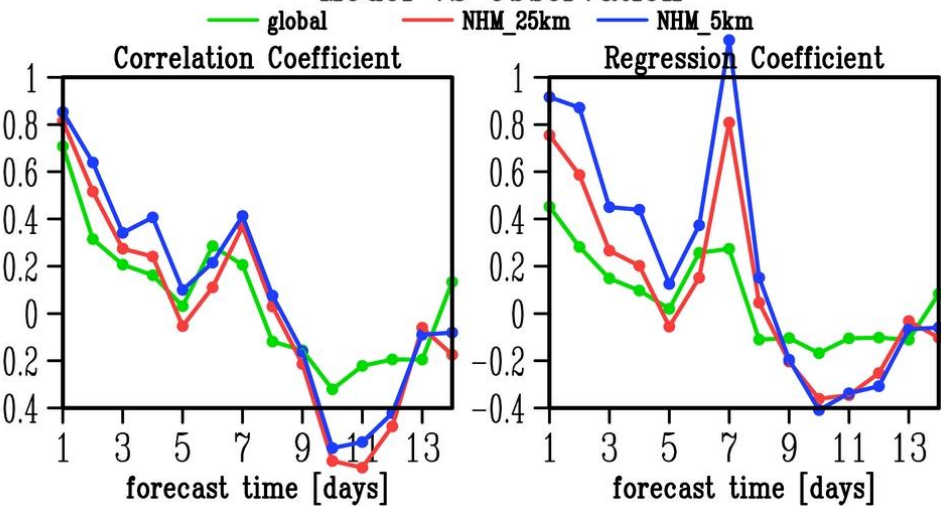 global NHM_25km NHM_5km
Correlation Coefficient Regression Coefficient
1 1
0.8 0.8
0.6 0.6
0.4 0.4
0.2 0.2
0 0
0.2 -0.2
0.4 -0.4
1 3 5 7 9 11 13 1 3 5 7 9 11 13
forecast time [days] forecast time [days]